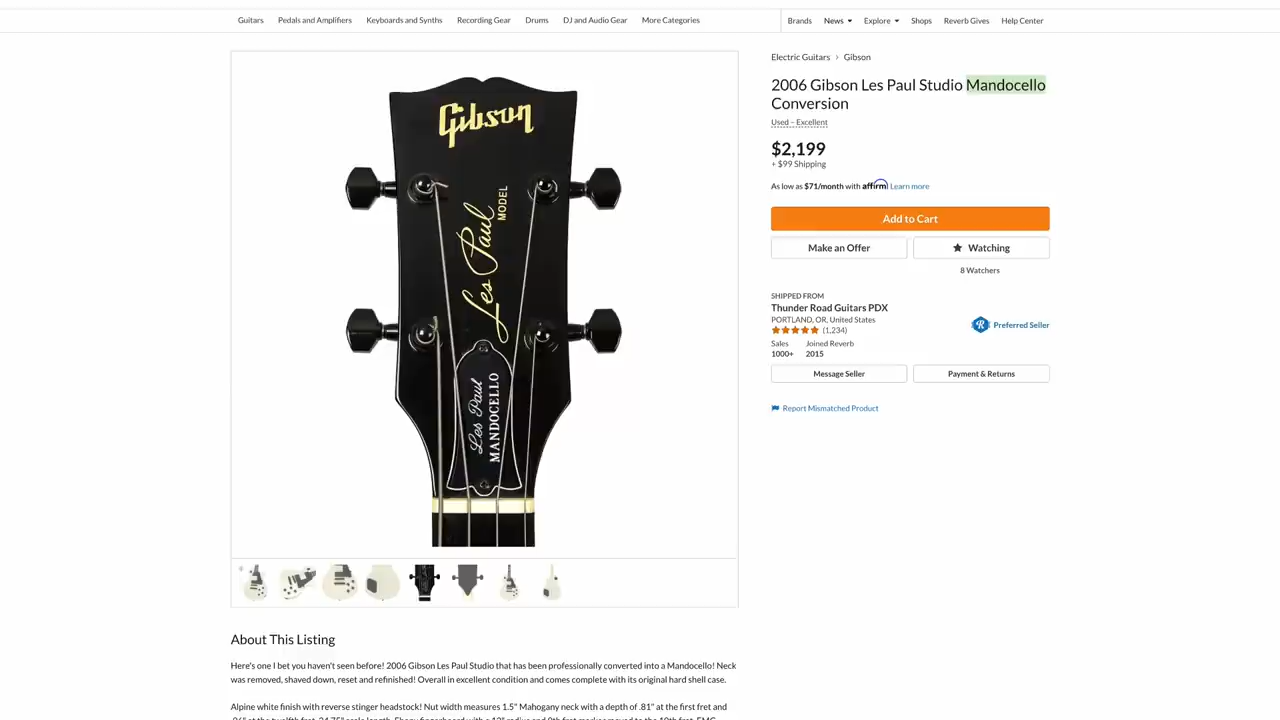 Guitars Pedals and Amplifiers Keyboards and Synths Recording Gear Drums DJ and Audio Gear More Categories Brands News Explore Shops Reverb Gives Help Center
Electric Guitars › Gibson
2006 Gibson Les Paul Studio Mandocello
Conversion
Used – Excellent
$2,199
+ $99 Shipping
As low as $71/month with affirm Learn more
Add to Cart
Make an Offer Watching
8 Watchers
SHIPPED FROM
Thunder Road Guitars PDX
PORTLAND, OR, United States
(1,234)
Preferred Seller
Sales Joined Reverb
1000+ 2015
Message Seller Payment & Returns
Report Mismatched Product
Gibson
Les Paul
MODEL
Les Paul
MANDOCELLO
About This Listing
Here's one I bet you haven't seen before! 2006 Gibson Les Paul Studio that has been professionally converted into a Mandocello! Neck
was removed, shaved down, reset and refinished! Overall in excellent condition and comes complete with its original hard shell case.
Alpine white finish with reverse stinger headstock! Nut width measures 1.5" Mahogany neck with a depth of .81" at the first fret and